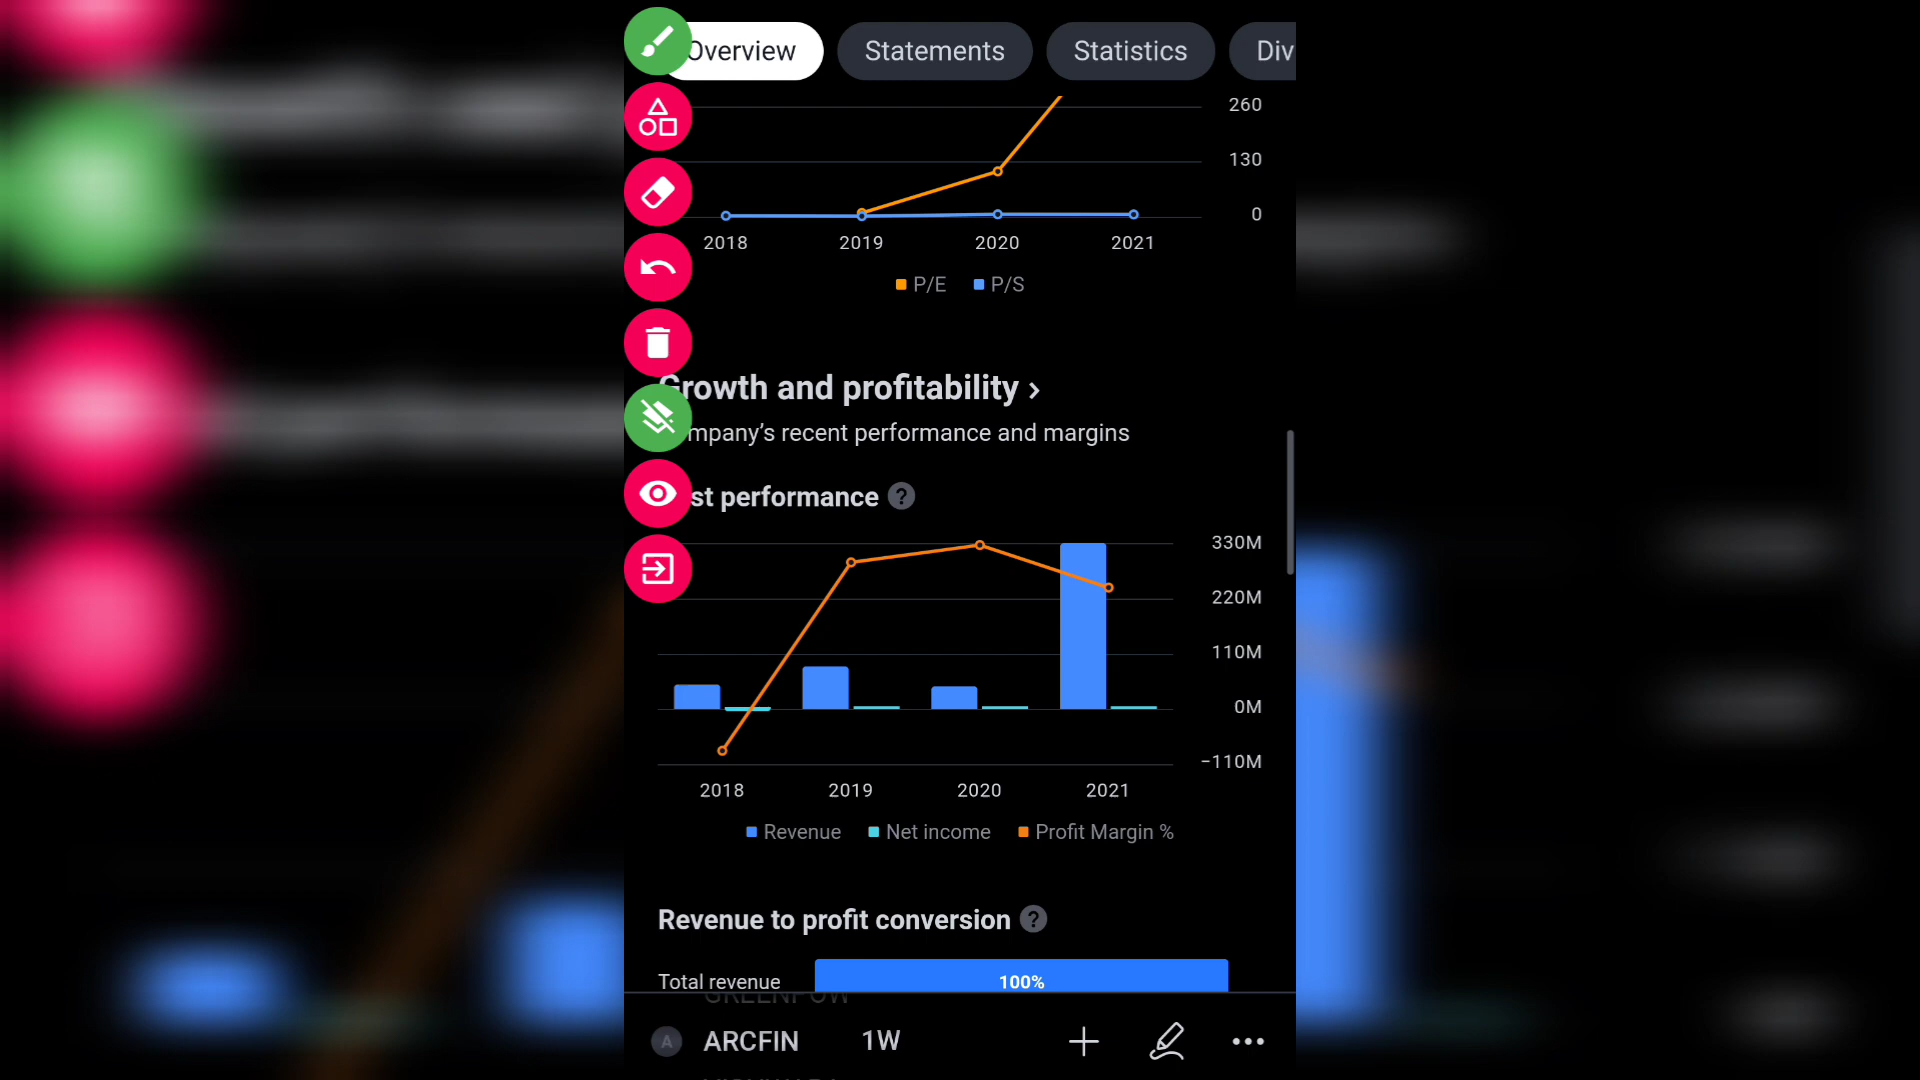 Overview Statements Statistics Div
260
130
0
2018 2019 2020 2021
P/E P/S
Growth and profitability ›
mpany's recent performance and margins
st performance ?
330M
220M
110M
0M
−110M
2018 2019 2020 2021
Revenue Net income Profit Margin %
Revenue to profit conversion ?
Total revenue 100%
GREENPOW
A ARCFIN 1W